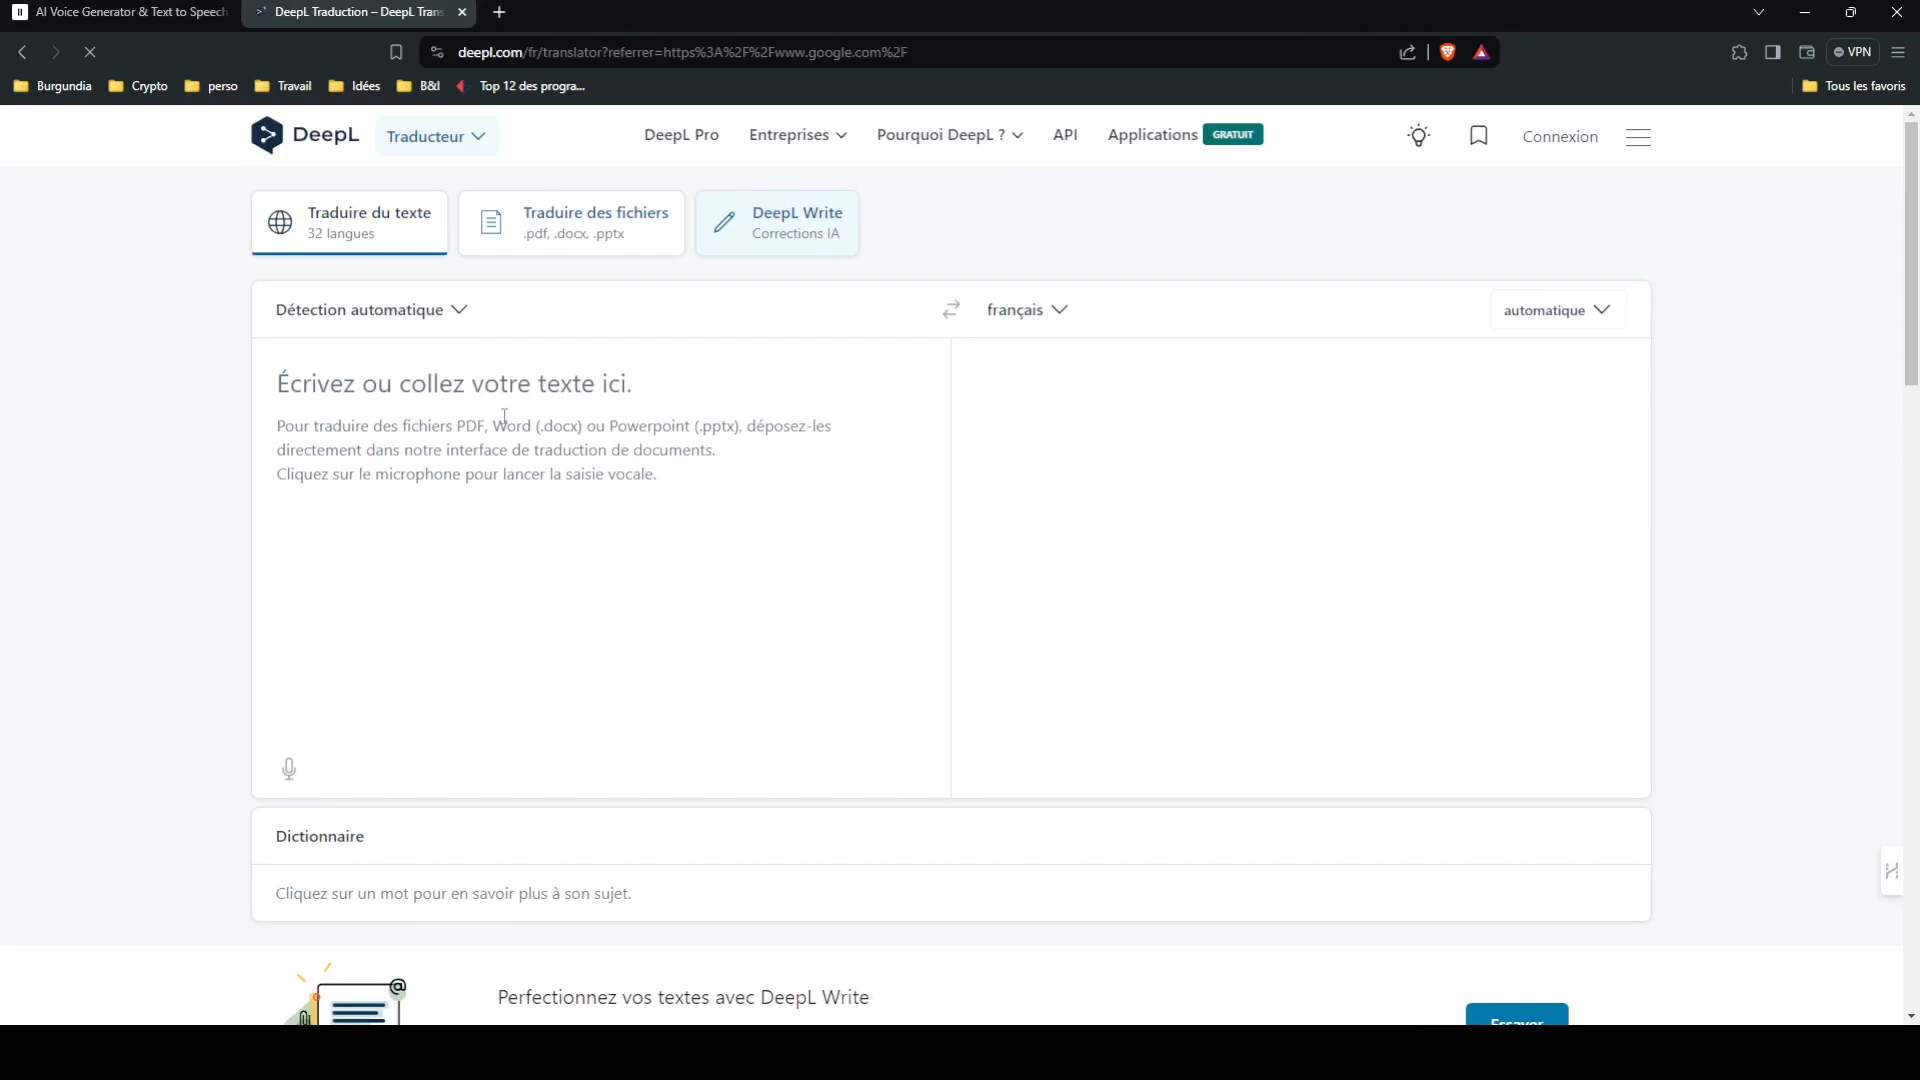 AI Voice Generator & Text to Speech
DeepL Traduction – DeepL Tran
deepl.com/fr/translator?referrer=https%3A%2F%2Fwww.google.com%2F
VPN
Burgundia
Crypto
perso
Travail
Idées
B&I
Top 12 des progra...
Tous les favoris
DeepL
Traducteur
DeepL Pro
Entreprises
Pourquoi DeepL ?
API
Applications
GRATUIT
Connexion
Traduire du texte
32 langues
Traduire des fichiers
.pdf, .docx, .pptx
DeepL Write
Corrections IA
Détection automatique
français
automatique
Écrivez ou collez votre texte ici.
Pour traduire des fichiers PDF, Word (.docx) ou Powerpoint (.pptx), déposez-les
directement dans notre interface de traduction de documents.
Cliquez sur le microphone pour lancer la saisie vocale.
Dictionnaire
Cliquez sur un mot pour en savoir plus à son sujet.
@
Perfectionnez vos textes avec DeepL Write
Essayer